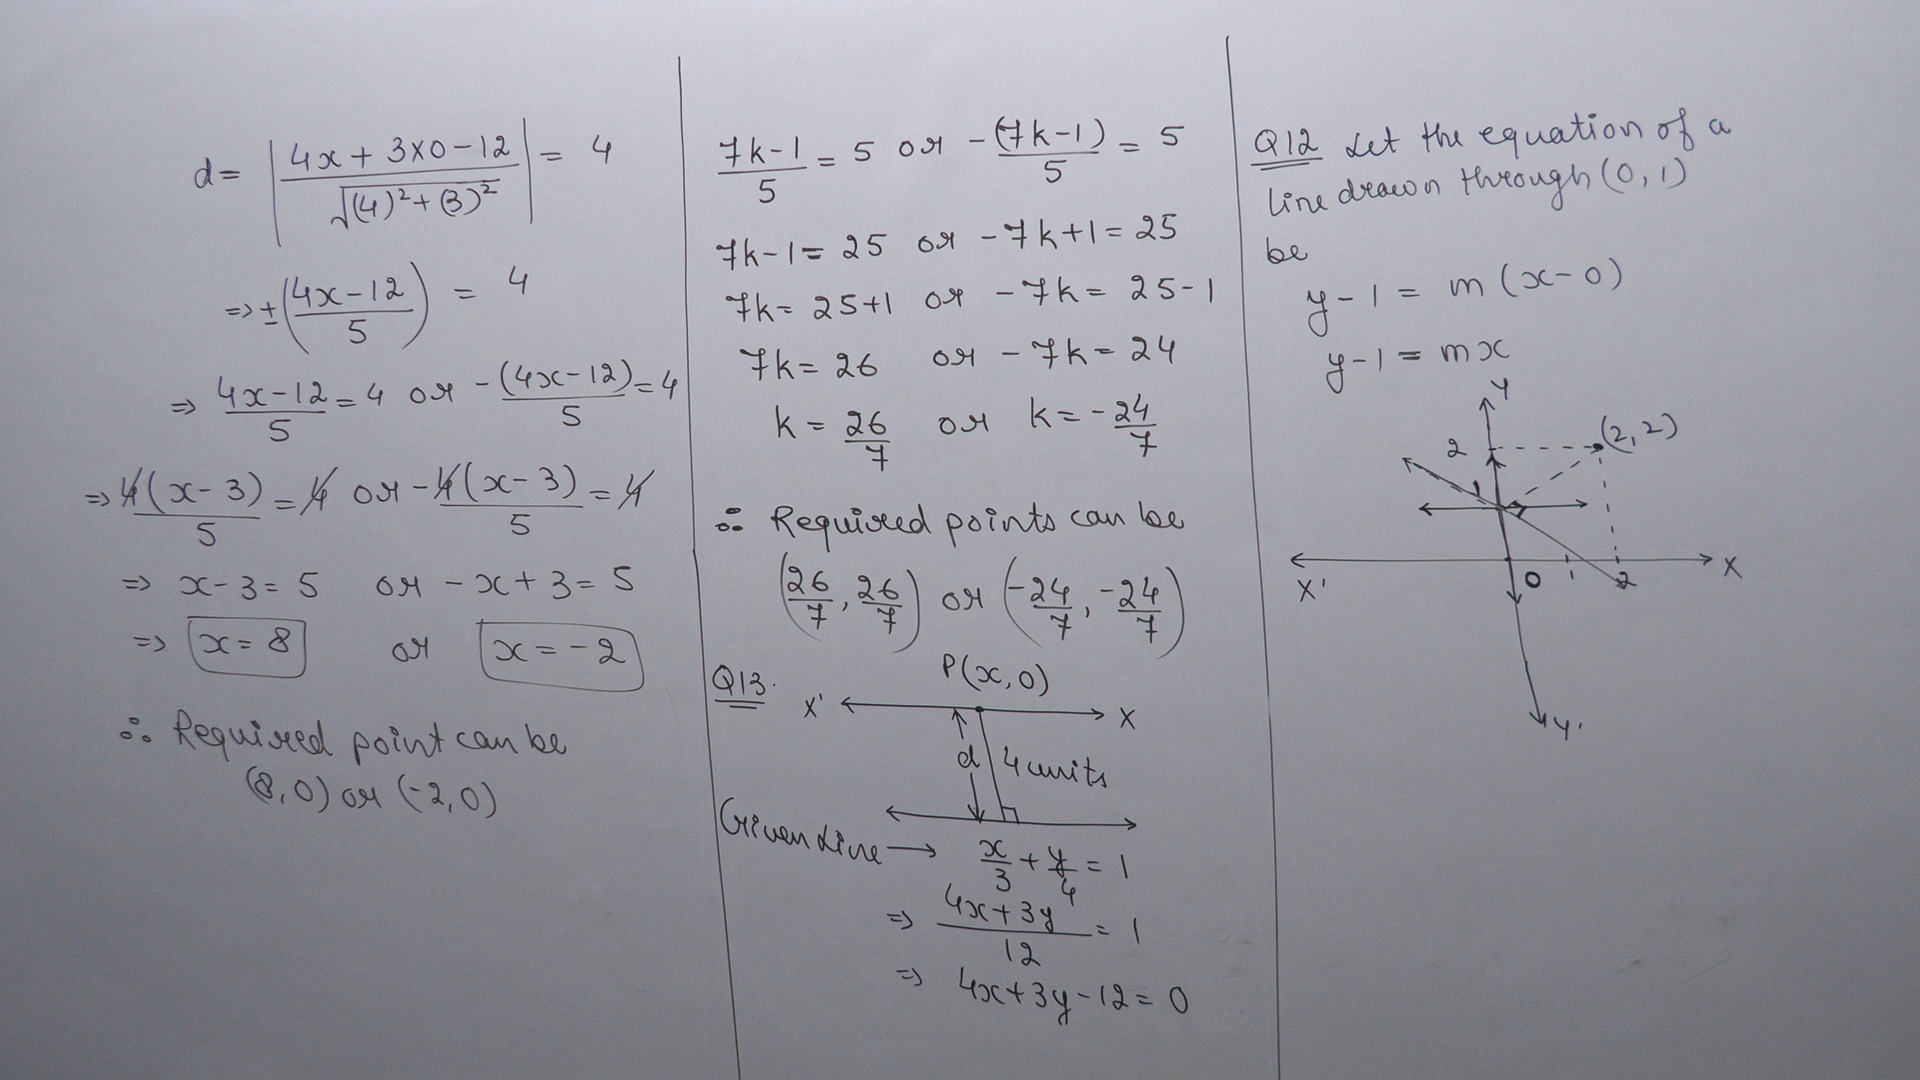 d = |4x + 3x0 - 12 / √(4)² + (3)²| = 4
=> ± (4x - 12 / 5) = 4
=> 4x - 12 / 5 = 4 or - (4x - 12) / 5 = 4
=> 4(x - 3) / 5 = 4 or - 4(x - 3) / 5 = 4
=> x - 3 = 5 or - x + 3 = 5
=> x = 8 or x = - 2
∴ Required point can be
(8, 0) or (-2, 0)
7k - 1 / 5 = 5 or - (7k - 1) / 5 = 5
7k - 1 = 25 or - 7k + 1 = 25
7k = 25 + 1 or - 7k = 25 - 1
7k = 26 or - 7k = 24
k = 26 / 7 or k = - 24 / 7
∴ Required points can be
(26/7, 26/7) or (-24/7, -24/7)
Q13.
P(x, 0)
X' X
d 4 units
Given Line → x/3 + y/4 = 1
=> 4x + 3y / 12 = 1
=> 4x + 3y - 12 = 0
Q12 Let the equation of a
line drawn through (0, 1)
be
y - 1 = m (x - 0)
y - 1 = mx
Y
2 (2, 2)
1
X' O 1 2 X
Y'